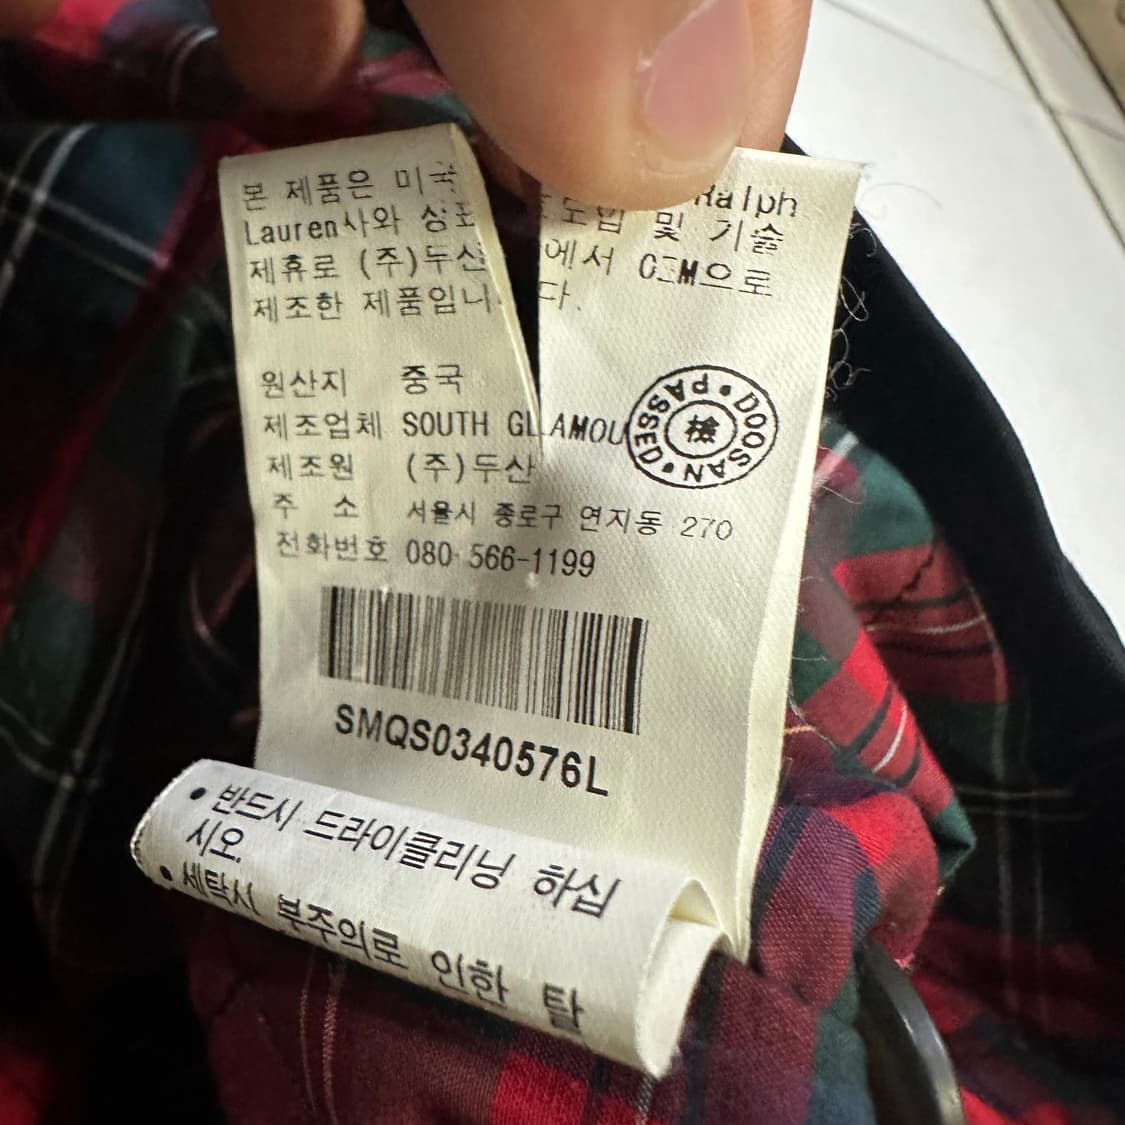 본 제품은 미국 Ralph
Lauren사와 상표 도입 및 기술
제휴로 (주)두산 에서 OEM으로
제조한 제품입니다.
원산지 중국
제조업체 SOUTH GLAMOU
제조원 (주)두산
주 소 서울시 종로구 연지동 270
전화번호 080-566-1199
DOOSAN PASSED
檢
SMQS0340576L
• 반드시 드라이클리닝 하십
시오.
• 세탁시 부주의로 인한 탈